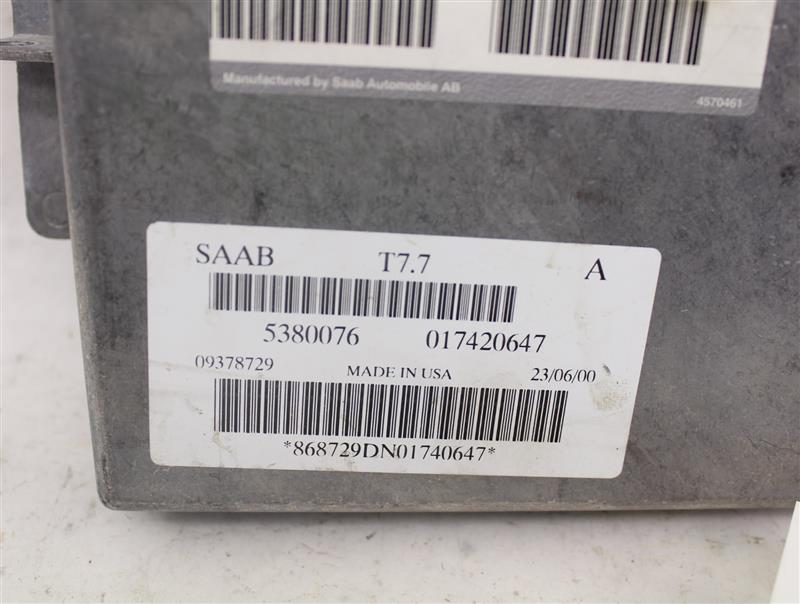 Manufactured by Saab Automobile AB
4570461
SAAB T7.7 A
5380076 017420647
09378729 MADE IN USA 23/06/00
*868729DN01740647*